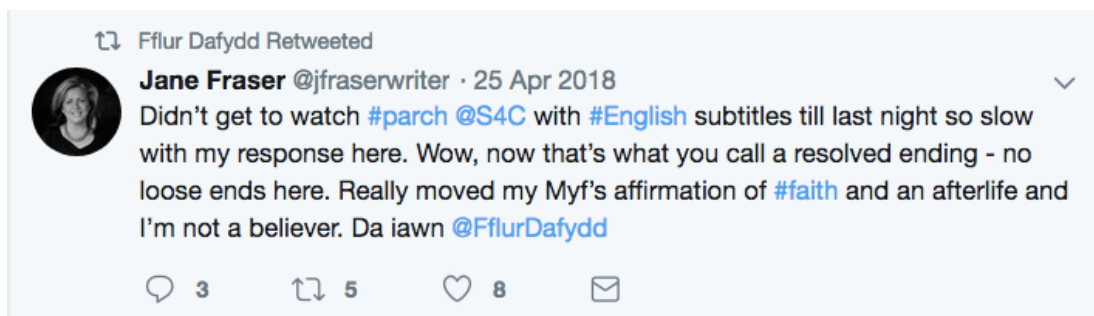 Fflur Dafydd Retweeted
Jane Fraser @jfraserwriter · 25 Apr 2018
Didn't get to watch #parch @S4C with #English subtitles till last night so slow
with my response here. Wow, now that's what you call a resolved ending - no
loose ends here. Really moved my Myf's affirmation of #faith and an afterlife and
I'm not a believer. Da iawn @FflurDafydd
3 5 8